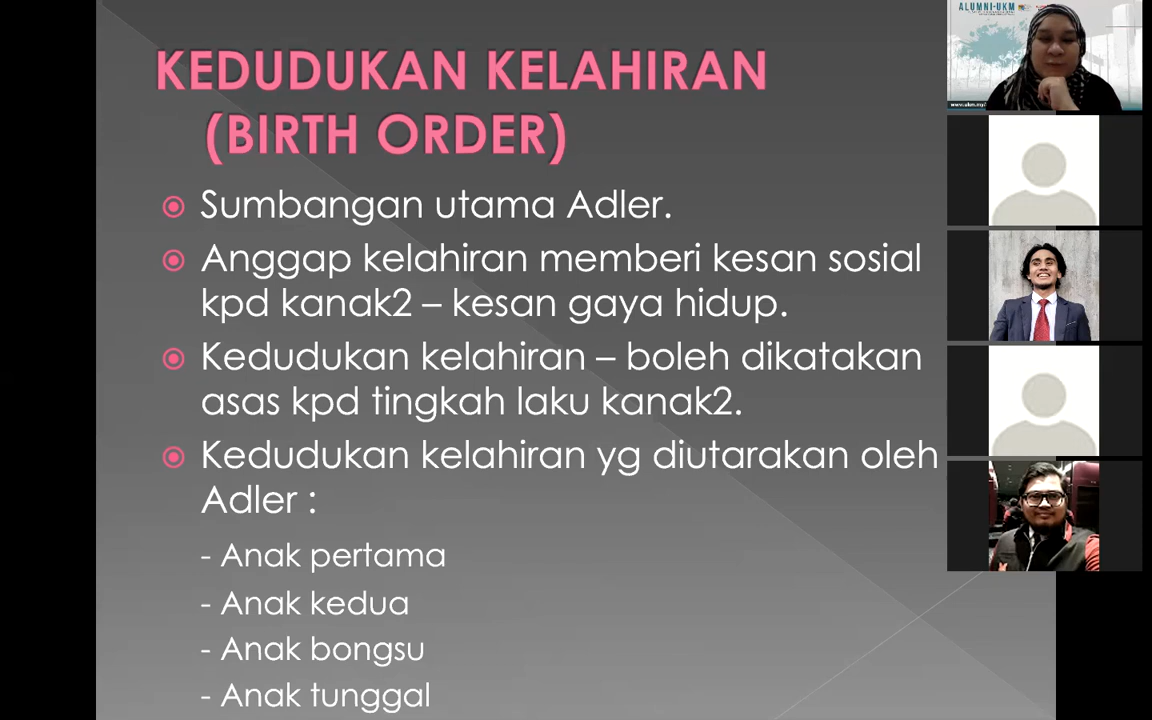 KEDUDUKAN KELAHIRAN
(BIRTH ORDER)
Sumbangan utama Adler.
Anggap kelahiran memberi kesan sosial
kpd kanak2 – kesan gaya hidup.
Kedudukan kelahiran – boleh dikatakan
asas kpd tingkah laku kanak2.
Kedudukan kelahiran yg diutarakan oleh
Adler :
- Anak pertama
- Anak kedua
- Anak bongsu
- Anak tunggal
ALUMNI-UKM